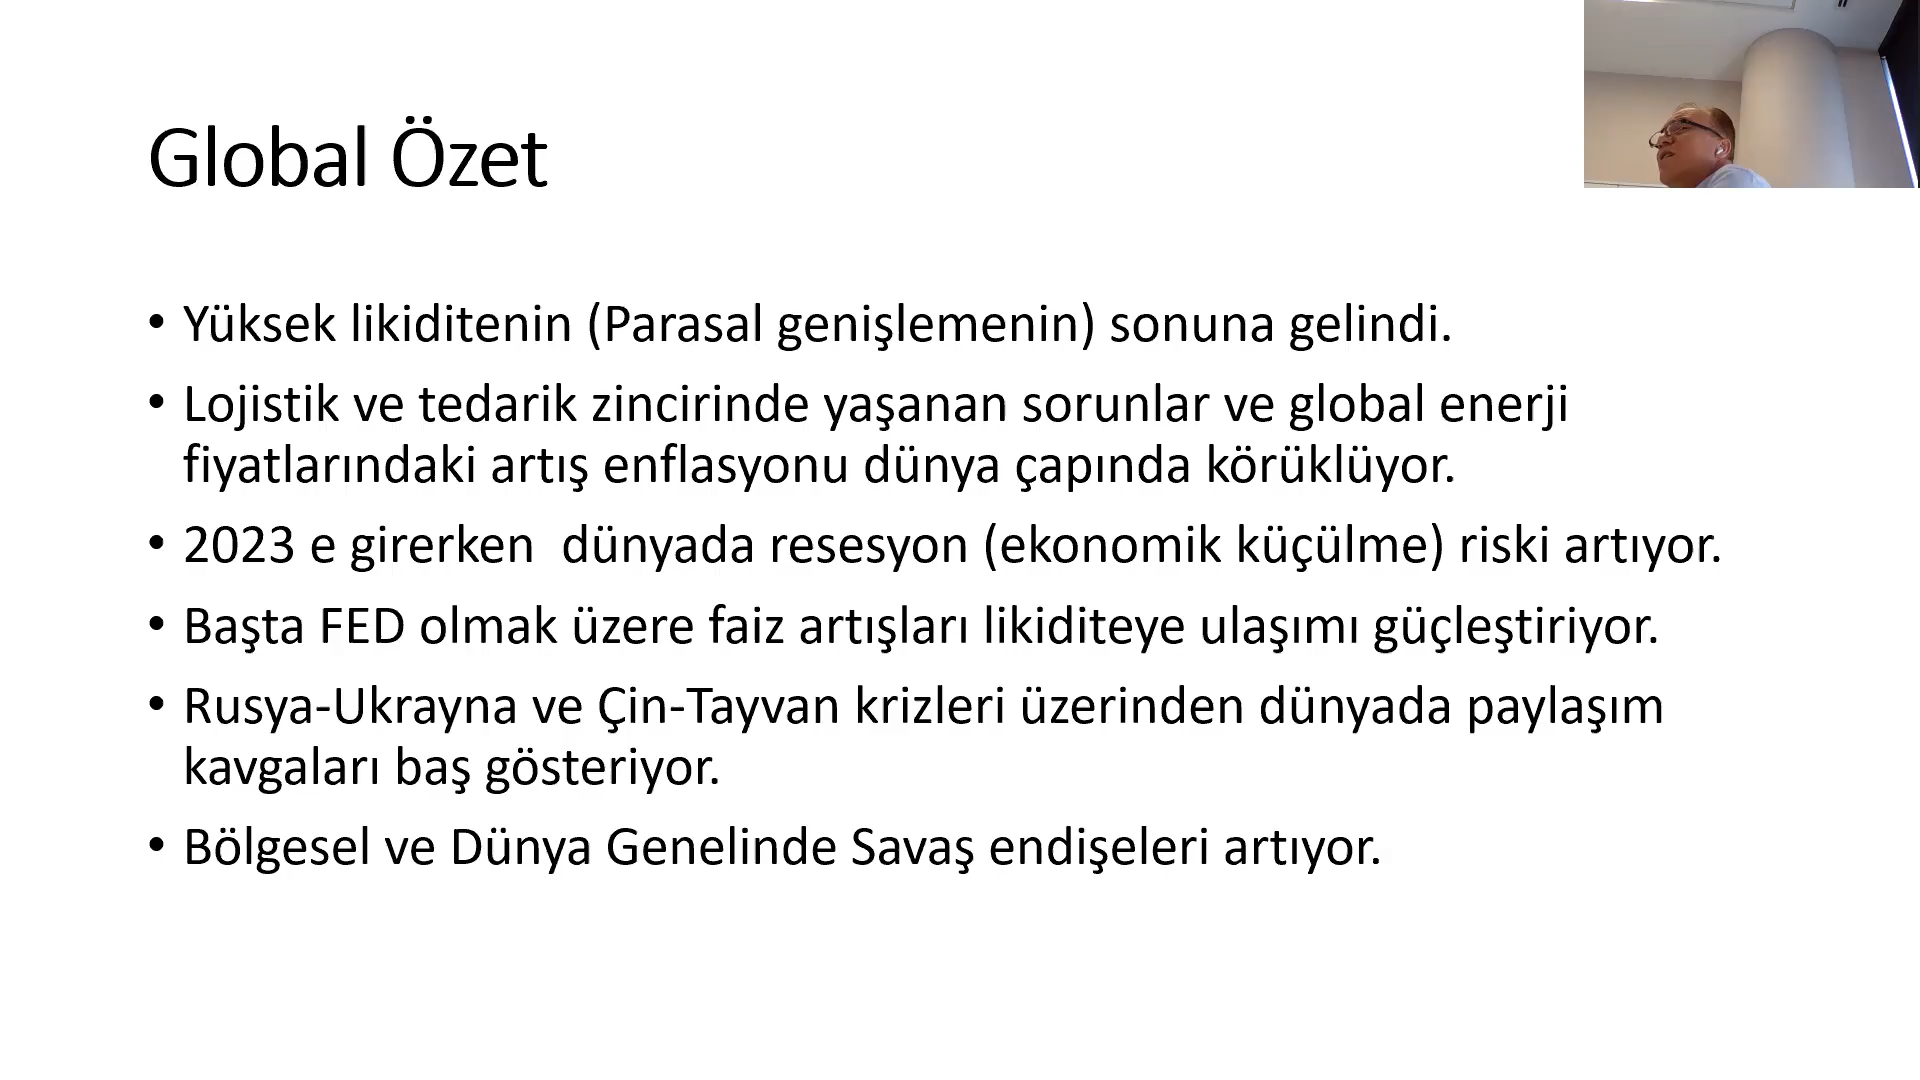 Global Özet
• Yüksek likiditenin (Parasal genişlemenin) sonuna gelindi.
• Lojistik ve tedarik zincirinde yaşanan sorunlar ve global enerji
fiyatlarındaki artış enflasyonu dünya çapında körüklüyor.
• 2023 e girerken  dünyada resesyon (ekonomik küçülme) riski artıyor.
• Başta FED olmak üzere faiz artışları likiditeye ulaşımı güçleştiriyor.
• Rusya-Ukrayna ve Çin-Tayvan krizleri üzerinden dünyada paylaşım
kavgaları baş gösteriyor.
• Bölgesel ve Dünya Genelinde Savaş endişeleri artıyor.